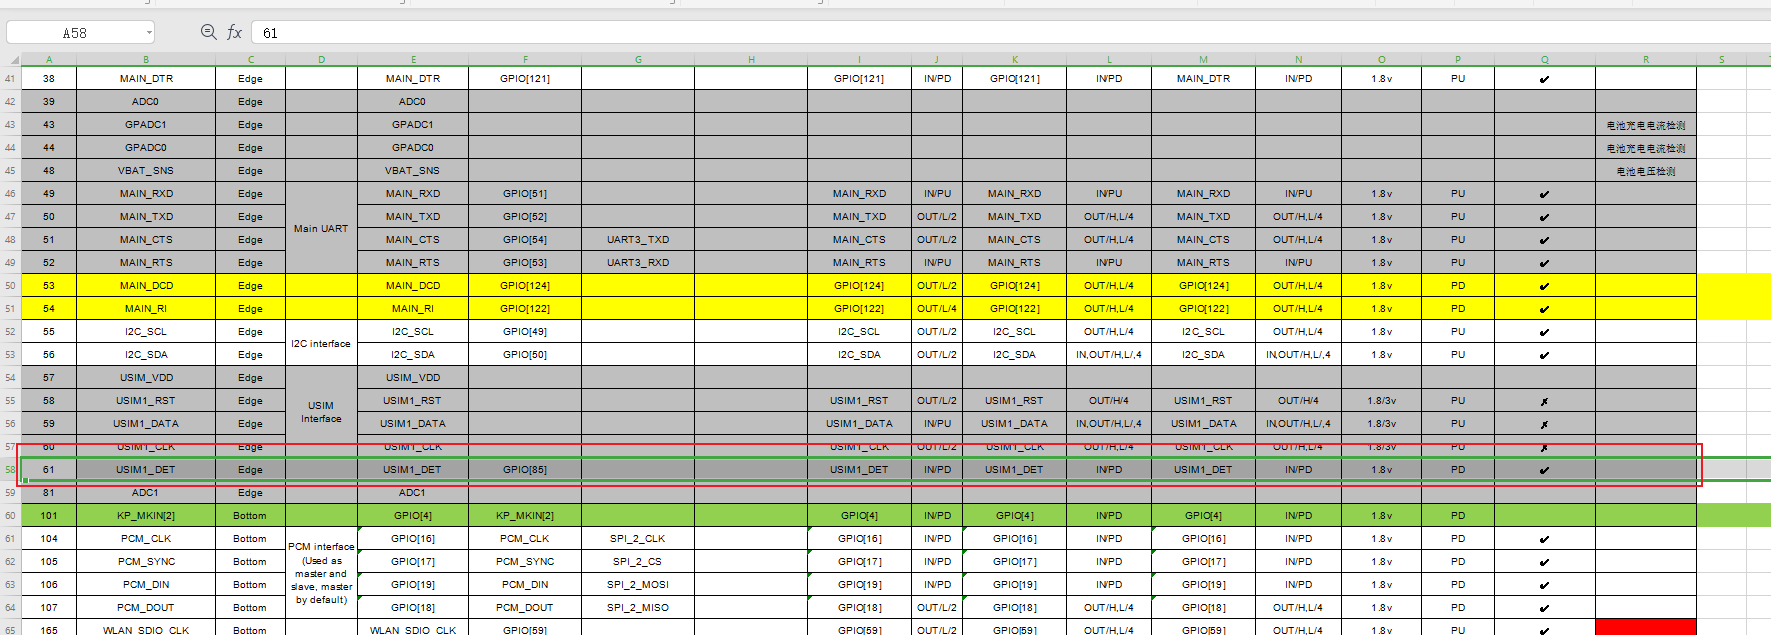 A58 fx 61
A B C D E F G H I J K L M N O P Q R S
41 38 MAIN_DTR Edge MAIN_DTR GPIO[121] GPIO[121] IN/PD GPIO[121] IN/PD MAIN_DTR IN/PD 1.8v PU ✔
42 39 ADC0 Edge ADC0
43 43 GPADC1 Edge GPADC1 电池充电电流检测
44 44 GPADC0 Edge GPADC0 电池充电电流检测
45 48 VBAT_SNS Edge VBAT_SNS 电池电压检测
46 49 MAIN_RXD Edge Main UART MAIN_RXD GPIO[51] MAIN_RXD IN/PU MAIN_RXD IN/PU MAIN_RXD IN/PU 1.8v PU ✔
47 50 MAIN_TXD Edge MAIN_TXD GPIO[52] MAIN_TXD OUT/L/2 MAIN_TXD OUT/H,L/4 MAIN_TXD OUT/H,L/4 1.8v PU ✔
48 51 MAIN_CTS Edge MAIN_CTS GPIO[54] UART3_TXD MAIN_CTS OUT/L/2 MAIN_CTS OUT/H,L/4 MAIN_CTS OUT/H,L/4 1.8v PU ✔
49 52 MAIN_RTS Edge MAIN_RTS GPIO[53] UART3_RXD MAIN_RTS IN/PU MAIN_RTS IN/PU MAIN_RTS IN/PU 1.8v PU ✔
50 53 MAIN_DCD Edge MAIN_DCD GPIO[124] GPIO[124] OUT/L/2 GPIO[124] OUT/H,L/4 GPIO[124] OUT/H,L/4 1.8v PD ✔
51 54 MAIN_RI Edge MAIN_RI GPIO[122] GPIO[122] OUT/L/4 GPIO[122] OUT/H,L/4 GPIO[122] OUT/H,L/4 1.8v PD ✔
52 55 I2C_SCL Edge I2C interface I2C_SCL GPIO[49] I2C_SCL OUT/L/2 I2C_SCL OUT/H,L/4 I2C_SCL OUT/H,L/4 1.8v PU ✔
53 56 I2C_SDA Edge I2C_SDA GPIO[50] I2C_SDA OUT/L/2 I2C_SDA IN,OUT/H,L/,4 I2C_SDA IN,OUT/H,L/,4 1.8v PU ✔
54 57 USIM_VDD Edge USIM Interface USIM_VDD
55 58 USIM1_RST Edge USIM1_RST USIM1_RST OUT/L/2 USIM1_RST OUT/H/4 USIM1_RST OUT/H/4 1.8/3v PU ✘
56 59 USIM1_DATA Edge USIM1_DATA USIM1_DATA IN/PU USIM1_DATA IN,OUT/H,L/,4 USIM1_DATA IN,OUT/H,L/,4 1.8/3v PU ✘
57 60 USIM1_CLK Edge USIM1_CLK USIM1_CLK OUT/L/2 USIM1_CLK OUT/H,L/4 USIM1_CLK OUT/H,L/4 1.8/3v PU ✘
58 61 USIM1_DET Edge USIM1_DET GPIO[85] USIM1_DET IN/PD USIM1_DET IN/PD USIM1_DET IN/PD 1.8v PD ✔
59 81 ADC1 Edge ADC1
60 101 KP_MKIN[2] Bottom GPIO[4] KP_MKIN[2] GPIO[4] IN/PD GPIO[4] IN/PD GPIO[4] IN/PD 1.8v PD
61 104 PCM_CLK Bottom PCM interface (Used as master and slave, master by default) GPIO[16] PCM_CLK SPI_2_CLK GPIO[16] IN/PD GPIO[16] IN/PD GPIO[16] IN/PD 1.8v PD ✔
62 105 PCM_SYNC Bottom GPIO[17] PCM_SYNC SPI_2_CS GPIO[17] IN/PD GPIO[17] IN/PD GPIO[17] IN/PD 1.8v PD ✔
63 106 PCM_DIN Bottom GPIO[19] PCM_DIN SPI_2_MOSI GPIO[19] IN/PD GPIO[19] IN/PD GPIO[19] IN/PD 1.8v PD ✔
64 107 PCM_DOUT Bottom GPIO[18] PCM_DOUT SPI_2_MISO GPIO[18] OUT/L/2 GPIO[18] OUT/H,L/4 GPIO[18] OUT/H,L/4 1.8v PD ✔
65 165 WLAN_SDIO_CLK Bottom WLAN_SDIO_CLK GPIO[59] GPIO[59] OUT/L/2 GPIO[59] OUT/H,L/4 GPIO[59] OUT/H,L/4 1.8v PU ✔